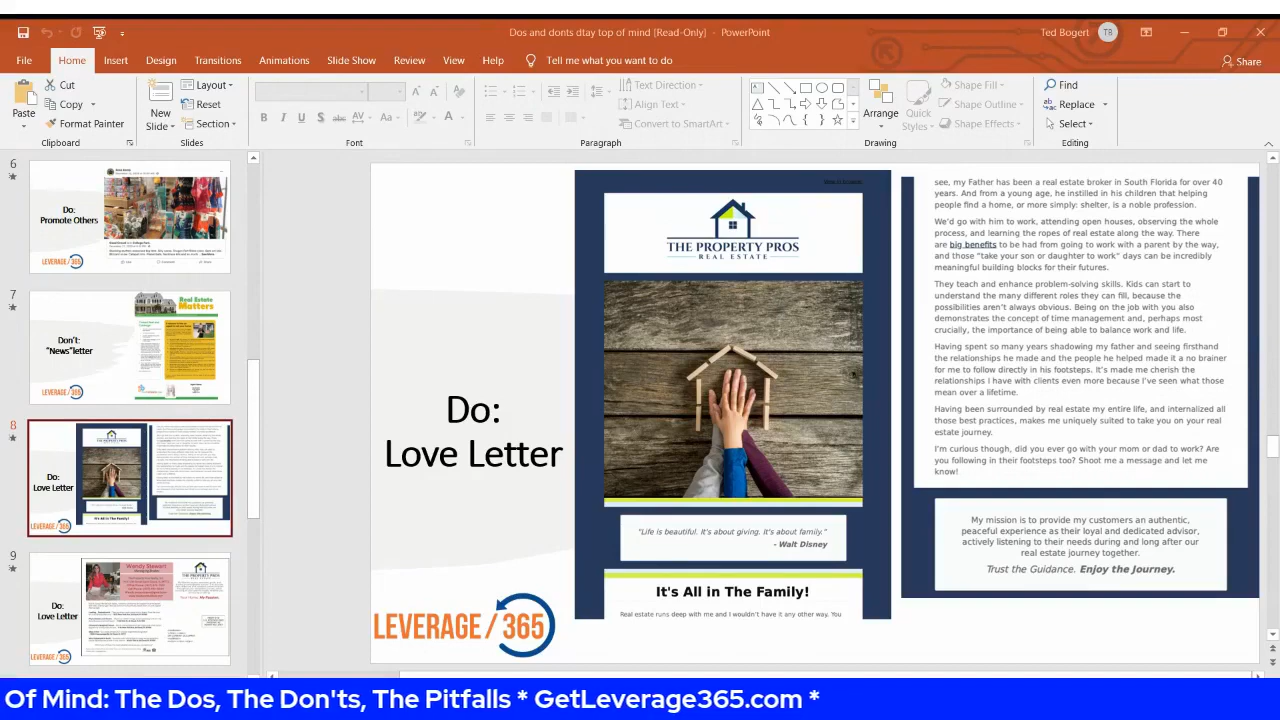 Dos and donts dtay top of mind [Read-Only] - PowerPoint
Ted Bogert
TB
File
Home
Insert
Design
Transitions
Animations
Slide Show
Review
View
Help
Tell me what you want to do
Share
Paste
Cut
Copy
Format Painter
Clipboard
New
Slide
Layout
Reset
Section
Slides
B
I
U
S
abc
AV
Aa
A
Font
Text Direction
Align Text
Convert to SmartArt
Paragraph
Arrange
Quick
Styles
Shape Fill
Shape Outline
Shape Effects
Drawing
Find
Replace
Select
Editing
6
Do:
Promote Others
LEVERAGE/365
7
Real Estate
Matters
Don't:
"News"letter
LEVERAGE/365
8
Do:
Love Letter
It's All in The Family!
LEVERAGE/365
9
Wendy Stewart
Do:
Love Letter
LEVERAGE/365
Do:
Love Letter
LEVERAGE/365
THE PROPERTY PROS
REAL ESTATE
"Life is beautiful. It's about giving. It's about family."
- Walt Disney
It's All in The Family!
Real estate runs deep with me and I wouldn't have it any other way. You
see, my Father has been a real estate broker in South Florida for over 40
years. And from a young age, he instilled in his children that helping
people find a home, or more simply: shelter, is a noble profession.
We'd go with him to work, attending open houses, observing the whole
process, and learning the ropes of real estate along the way. There
are big benefits to be had from going to work with a parent by the way,
and those "take your son or daughter to work" days can be incredibly
meaningful building blocks for their futures.
They teach and enhance problem-solving skills. Kids can start to
understand the many different roles they can fill, because the
possibilities aren't always obvious. Being on the job with you also
demonstrates the concept of time management and, perhaps most
crucially, the importance of being able to balance work and life.
Having spent so many years shadowing my father and seeing firsthand
the relationships he made and the people he helped made it a no brainer
for me to follow directly in his footsteps. It's made me cherish the
relationships I have with clients even more because I've seen what those
mean over a lifetime.
Having been surrounded by real estate my entire life, and internalized all
those best practices, makes me uniquely suited to take you on your real
estate journey.
I'm curious though, did you ever go with your mom or dad to work? Are
you following in their footsteps too? Shoot me a message and let me
know!
My mission is to provide my customers an authentic,
peaceful experience as their loyal and dedicated advisor,
actively listening to their needs during and long after our
real estate journey together.
Trust the Guidance. Enjoy the Journey.
Of Mind: The Dos, The Don'ts, The Pitfalls * GetLeverage365.com *